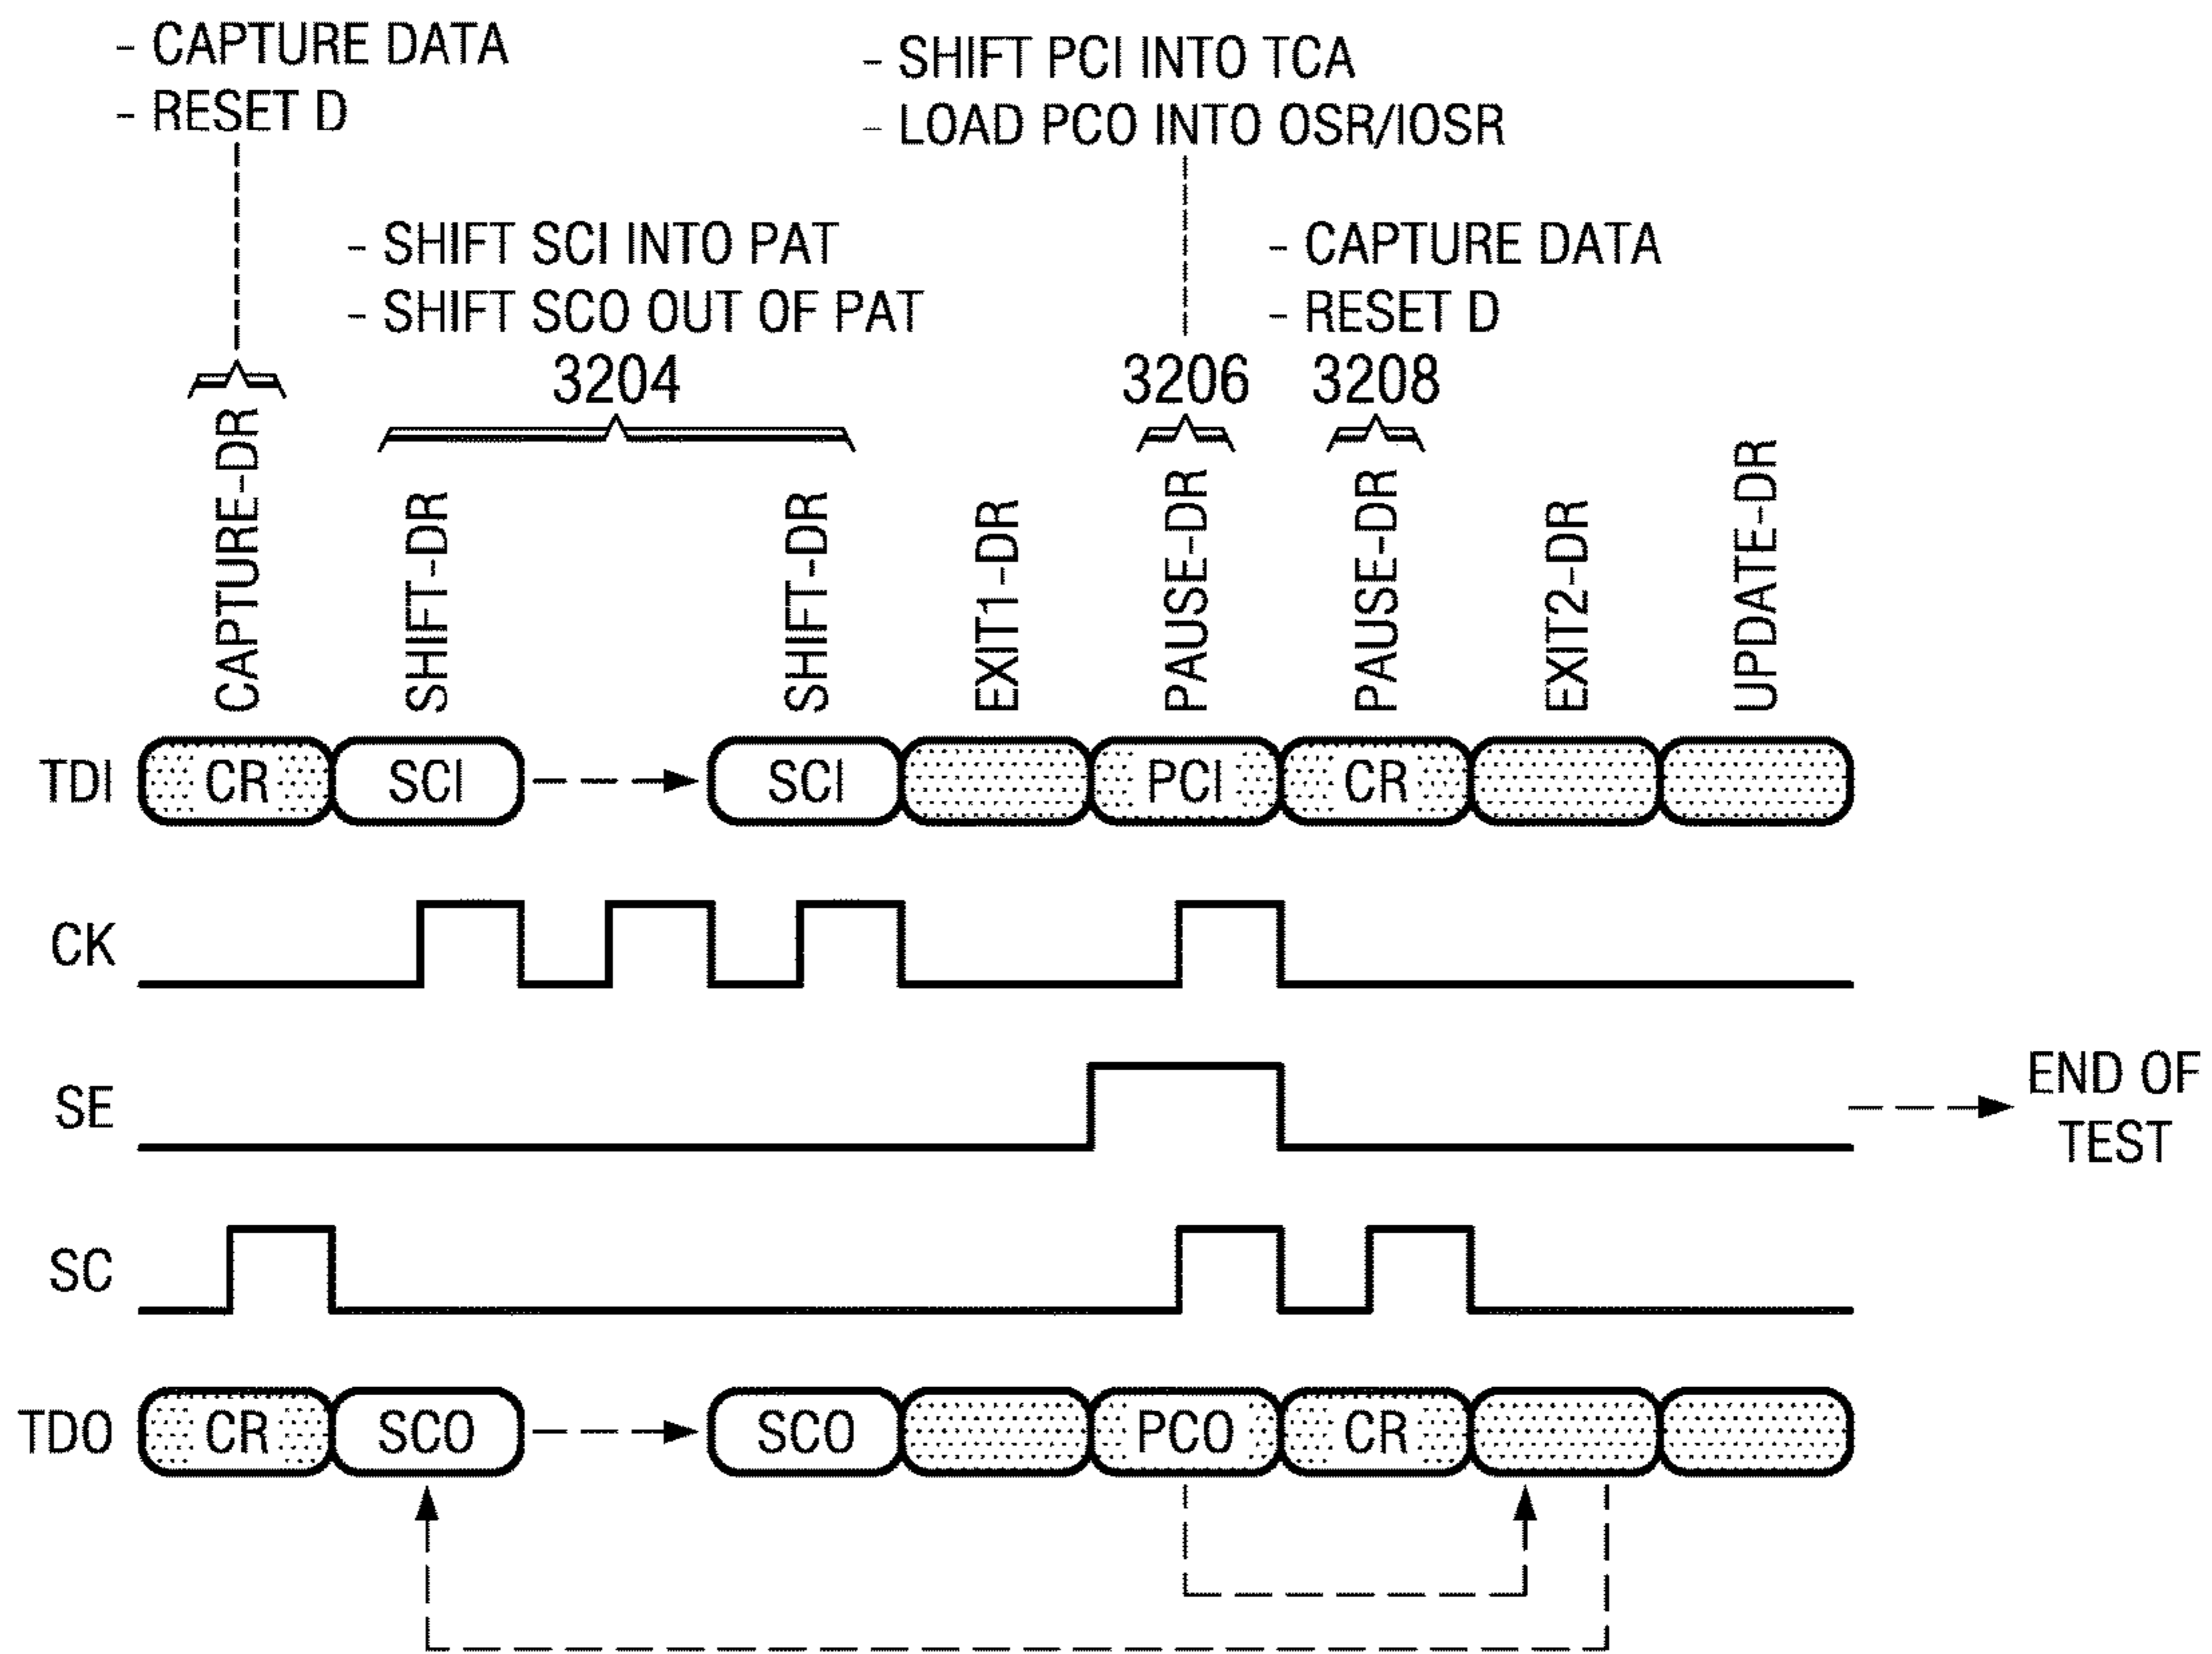 - CAPTURE DATA
- RESET D
- SHIFT PCI INTO TCA
- LOAD PCO INTO OSR/IOSR
- SHIFT SCI INTO PAT
- SHIFT SCO OUT OF PAT
- CAPTURE DATA
- RESET D
3204
3206
3208
CAPTURE-DR
SHIFT-DR
SHIFT-DR
EXIT1-DR
PAUSE-DR
PAUSE-DR
EXIT2-DR
UPDATE-DR
TDI CR SCI SCI PCI CR
CK
SE
END OF
TEST
SC
TDO CR SCO SCO PCO CR